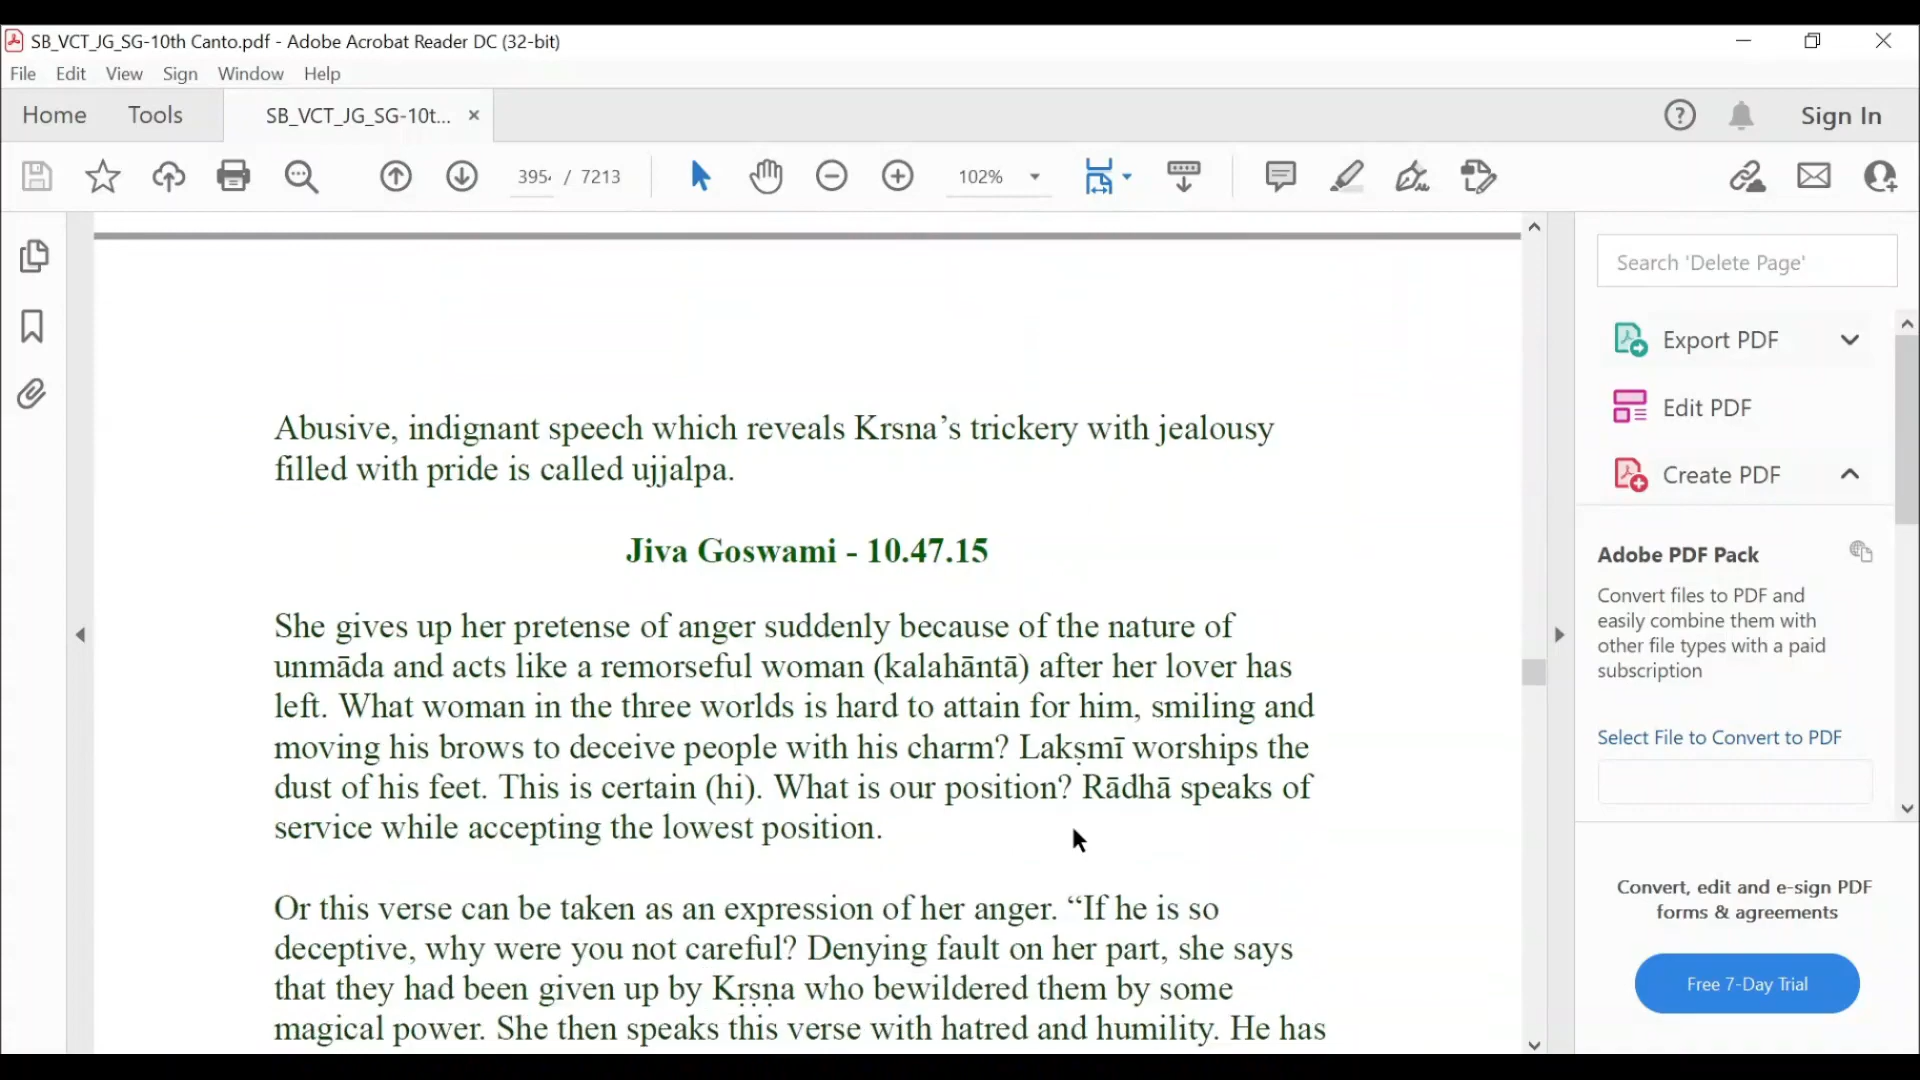 SB_VCT_JG_SG-10th Canto.pdf - Adobe Acrobat Reader DC (32-bit)
File Edit View Sign Window Help
Home Tools SB_VCT_JG_SG-10t... × Sign In
395 / 7213 102%
Search 'Delete Page'
Export PDF
Edit PDF
Create PDF
Adobe PDF Pack
Convert files to PDF and
easily combine them with
other file types with a paid
subscription
Select File to Convert to PDF
Convert, edit and e-sign PDF
forms & agreements
Free 7-Day Trial
Abusive, indignant speech which reveals Krsna’s trickery with jealousy
filled with pride is called ujjalpa.
Jiva Goswami - 10.47.15
She gives up her pretense of anger suddenly because of the nature of
unmāda and acts like a remorseful woman (kalahāntā) after her lover has
left. What woman in the three worlds is hard to attain for him, smiling and
moving his brows to deceive people with his charm? Lakṣmī worships the
dust of his feet. This is certain (hi). What is our position? Rādhā speaks of
service while accepting the lowest position.
Or this verse can be taken as an expression of her anger. “If he is so
deceptive, why were you not careful? Denying fault on her part, she says
that they had been given up by Kṛṣṇa who bewildered them by some
magical power. She then speaks this verse with hatred and humility. He has